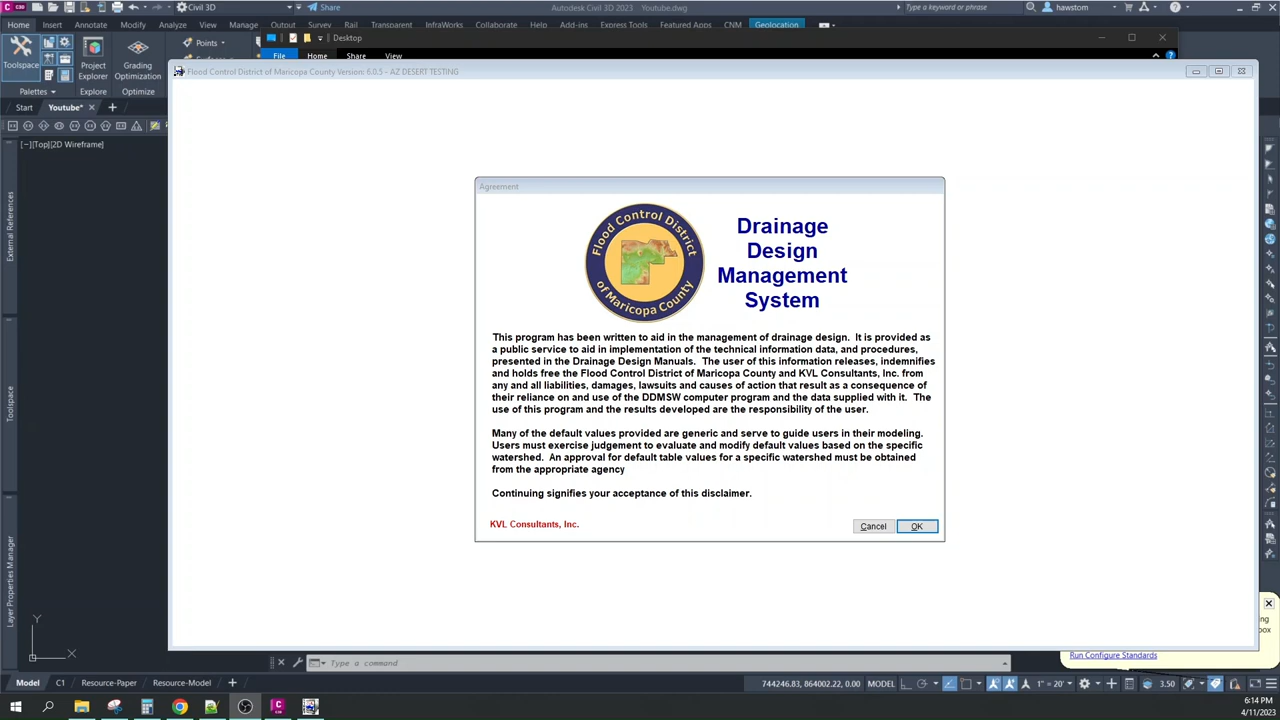 Share
Autodesk Civil 3D 2023 Youtube.dwg
Type a keyword or phrase
hawstom
Civil 3D
Home
Insert
Annotate
Modify
Analyze
View
Manage
Output
Survey
Rail
Transparent
InfraWorks
Collaborate
Help
Add-ins
Express Tools
Featured Apps
CNM
Geolocation
Toolspace
Project
Explorer
Grading
Optimization
Points
Palettes
Explore
Optimize
Desktop
File
Home
Share
View
Start
Youtube*
[−][Top][2D Wireframe]
External References
Toolspace
Layer Properties Manager
Flood Control District of Maricopa County Version: 6.0.5 - AZ DESERT TESTING
Agreement
Flood Control District
of Maricopa County
Drainage
Design
Management
System
This program has been written to aid in the management of drainage design. It is provided as
a public service to aid in implementation of the technical information data, and procedures,
presented in the Drainage Design Manuals. The user of this information releases, indemnifies
and holds free the Flood Control District of Maricopa County and KVL Consultants, Inc. from
any and all liabilities, damages, lawsuits and causes of action that result as a consequence of
their reliance on and use of the DDMSW computer program and the data supplied with it. The
use of this program and the results developed are the responsibility of the user.
Many of the default values provided are generic and serve to guide users in their modeling.
Users must exercise judgement to evaluate and modify default values based on the specific
watershed. An approval for default table values for a specific watershed must be obtained
from the appropriate agency
Continuing signifies your acceptance of this disclaimer.
KVL Consultants, Inc.
Cancel
OK
Y
X
Run Configure Standards
Type a command
Model
C1
Resource-Paper
Resource-Model
744246.83, 864002.22, 0.00
MODEL
1" = 20'
3.50
6:14 PM
4/11/2023